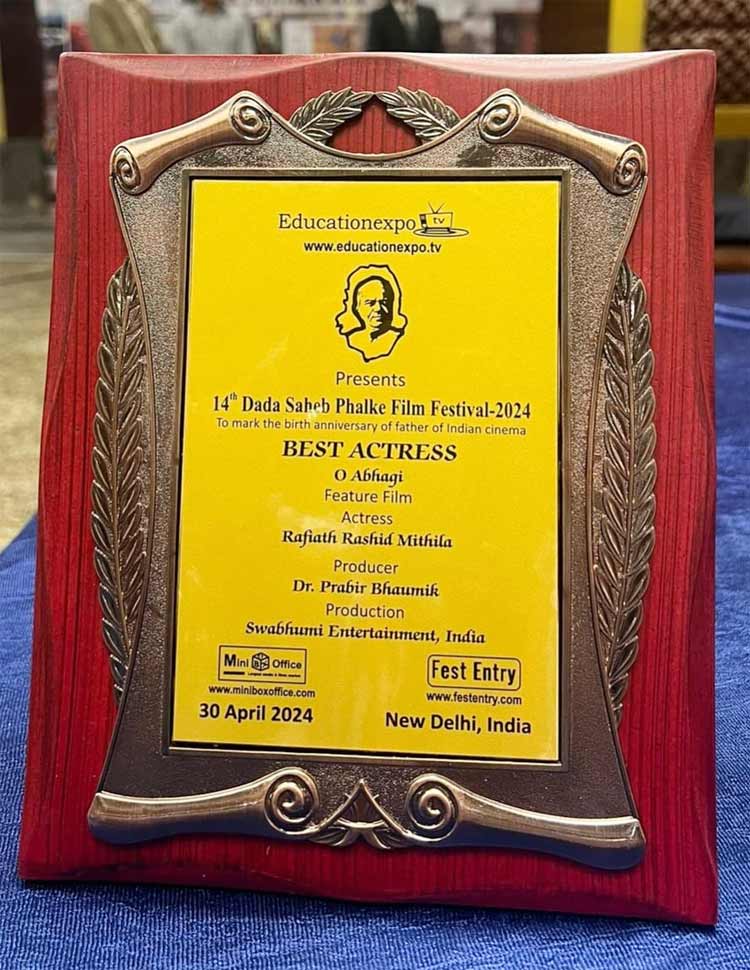 Educationexpo tv
www.educationexpo.tv
Presents
14th Dada Saheb Phalke Film Festival-2024
To mark the birth anniversary of father of Indian cinema
BEST ACTRESS
O Abhagi
Feature Film
Actress
Rafiath Rashid Mithila
Producer
Dr. Prabir Bhaumik
Production
Swabhumi Entertainment, India
Mini Office
www.miniboxoffice.com
Fest Entry
www.festentry.com
30 April 2024
New Delhi, India